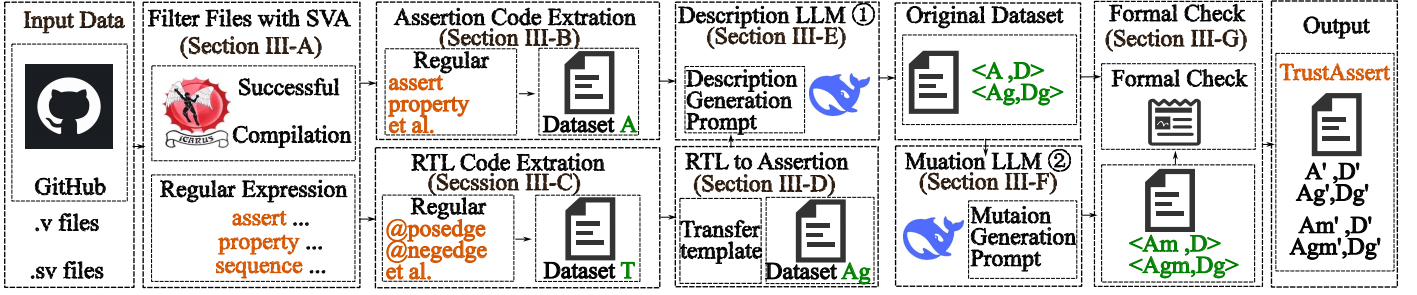 Input Data
GitHub
.v files
.sv files
Filter Files with SVA
(Section III-A)
Successful
Compilation
ICARUS
Regular Expression
assert ...
property ...
sequence ...
Assertion Code Extration
(Section III-B)
Regular
assert
property
et al.
Dataset A
RTL Code Extration
(Secssion III-C)
Regular
@posedge
@negedge
et al.
Dataset T
Description LLM ①
(Section III-E)
Description
Generation
Prompt
RTL to Assertion
(Section III-D)
Transfer
template
Dataset Ag
Original Dataset
<A ,D>
<Ag,Dg>
Muation LLM ②
(Section III-F)
Mutaion
Generation
Prompt
Formal Check
(Section III-G)
Formal Check
<Am ,D>
<Agm,Dg>
Output
TrustAssert
A' ,D'
Ag',Dg'
Am' ,D'
Agm',Dg'